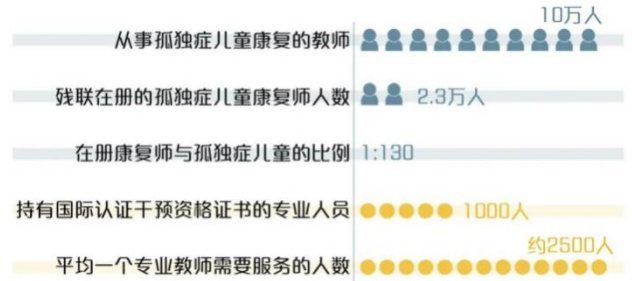 10万人
从事孤独症儿童康复的教师
残联在册的孤独症儿童康复师人数 2.3万人
在册康复师与孤独症儿童的比例 1:130
持有国际认证干预资格证书的专业人员 1000人
约2500人
平均一个专业教师需要服务的人数